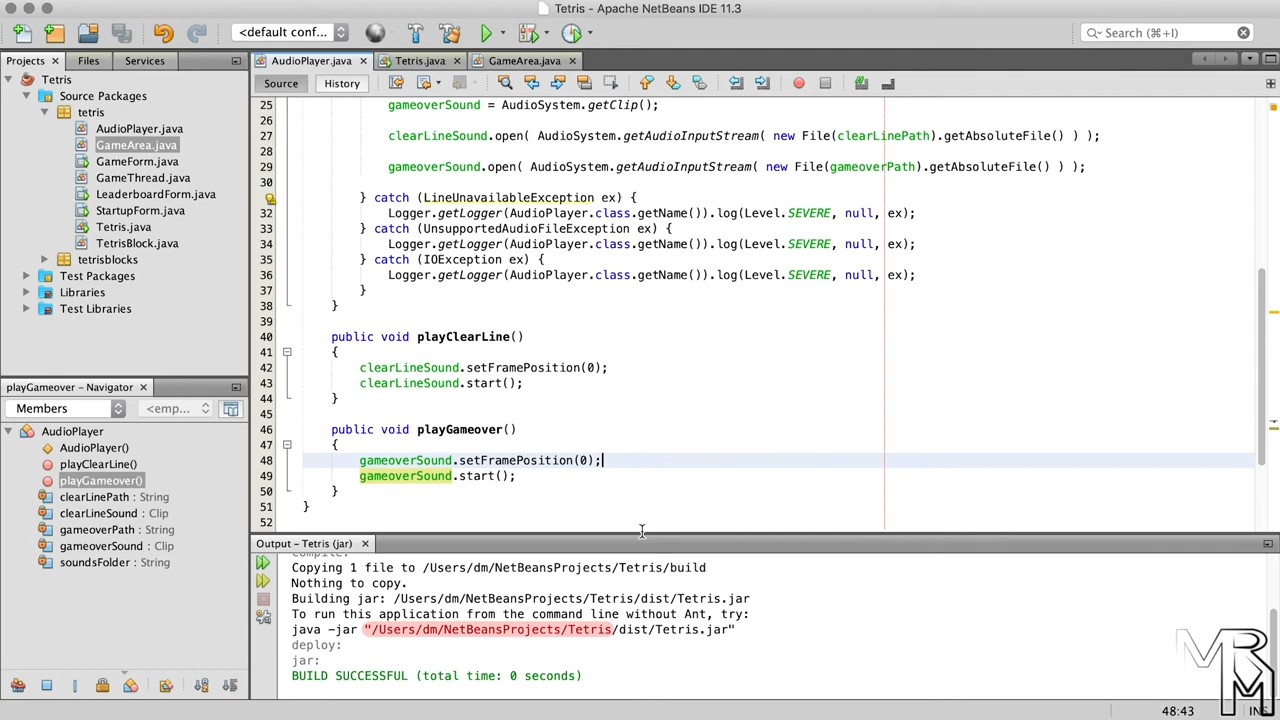 Tetris - Apache NetBeans IDE 11.3
<default conf...
Search (⌘+I)
Projects
Files
Services
AudioPlayer.java
Tetris.java
GameArea.java
Source
History
Tetris
Source Packages
tetris
AudioPlayer.java
GameArea.java
GameForm.java
GameThread.java
LeaderboardForm.java
StartupForm.java
Tetris.java
TetrisBlock.java
tetrisblocks
Test Packages
Libraries
Test Libraries
playGameover - Navigator
Members
<emp...
AudioPlayer
AudioPlayer()
playClearLine()
playGameover()
clearLinePath : String
clearLineSound : Clip
gameoverPath : String
gameoverSound : Clip
soundsFolder : String
25 gameoverSound = AudioSystem.getClip();
26
27 clearLineSound.open( AudioSystem.getAudioInputStream( new File(clearLinePath).getAbsoluteFile() ) );
28
29 gameoverSound.open( AudioSystem.getAudioInputStream( new File(gameoverPath).getAbsoluteFile() ) );
30
} catch (LineUnavailableException ex) {
32 Logger.getLogger(AudioPlayer.class.getName()).log(Level.SEVERE, null, ex);
33 } catch (UnsupportedAudioFileException ex) {
34 Logger.getLogger(AudioPlayer.class.getName()).log(Level.SEVERE, null, ex);
35 } catch (IOException ex) {
36 Logger.getLogger(AudioPlayer.class.getName()).log(Level.SEVERE, null, ex);
37 }
38 }
39
40 public void playClearLine()
41 {
42 clearLineSound.setFramePosition(0);
43 clearLineSound.start();
44 }
45
46 public void playGameover()
47 {
48 gameoverSound.setFramePosition(0);
49 gameoverSound.start();
50 }
51 }
52
Output - Tetris (jar)
compile:
Copying 1 file to /Users/dm/NetBeansProjects/Tetris/build
Nothing to copy.
Building jar: /Users/dm/NetBeansProjects/Tetris/dist/Tetris.jar
To run this application from the command line without Ant, try:
java -jar "/Users/dm/NetBeansProjects/Tetris/dist/Tetris.jar"
deploy:
jar:
BUILD SUCCESSFUL (total time: 0 seconds)
48:43